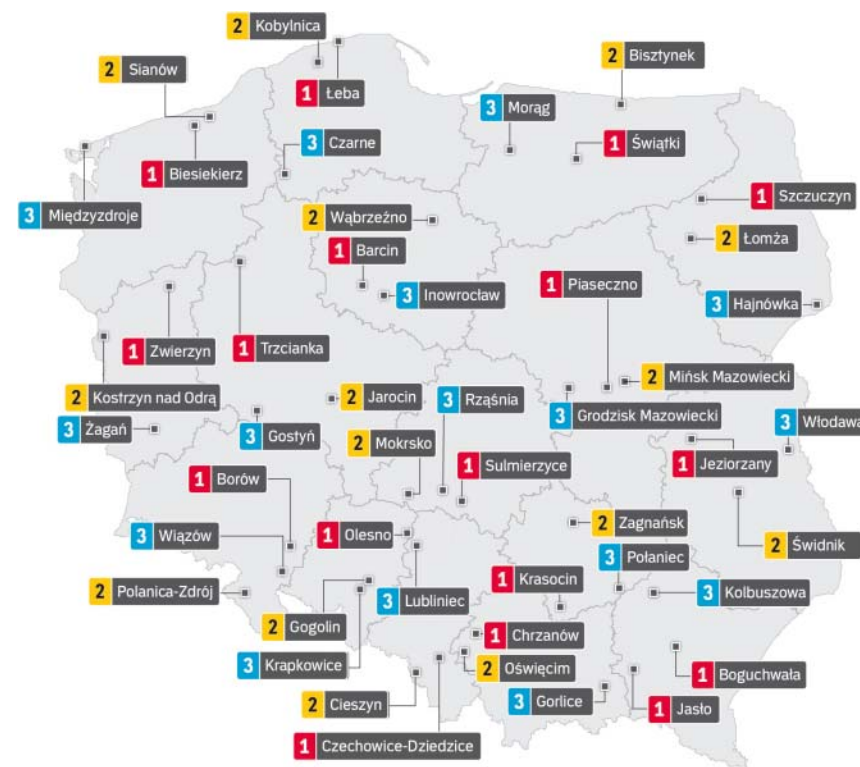 2 Kobylnica
2 Sianów
2 Bisztynek
1 Łeba
3 Morąg
3 Czarne
1 Świątki
1 Biesiekierz
1 Szczuczyn
3 Międzyzdroje
2 Wąbrzeźno
2 Łomża
1 Barcin
1 Piaseczno
3 Inowrocław
3 Hajnówka
1 Zwierzyn
1 Trzcianka
2 Mińsk Mazowiecki
2 Kostrzyn nad Odrą
2 Jarocin
3 Rząśnia
3 Grodzisk Mazowiecki
3 Włodawa
3 Żagań
3 Gostyń
2 Mokrsko
1 Sulmierzyce
1 Jeziorzany
1 Borów
2 Zagnańsk
3 Wiązów
1 Olesno
2 Świdnik
3 Połaniec
1 Krasocin
2 Polanica-Zdrój
3 Lubliniec
3 Kolbuszowa
2 Gogolin
1 Chrzanów
3 Krapkowice
2 Oświęcim
1 Boguchwała
2 Cieszyn
3 Gorlice
1 Jasło
1 Czechowice-Dziedzice